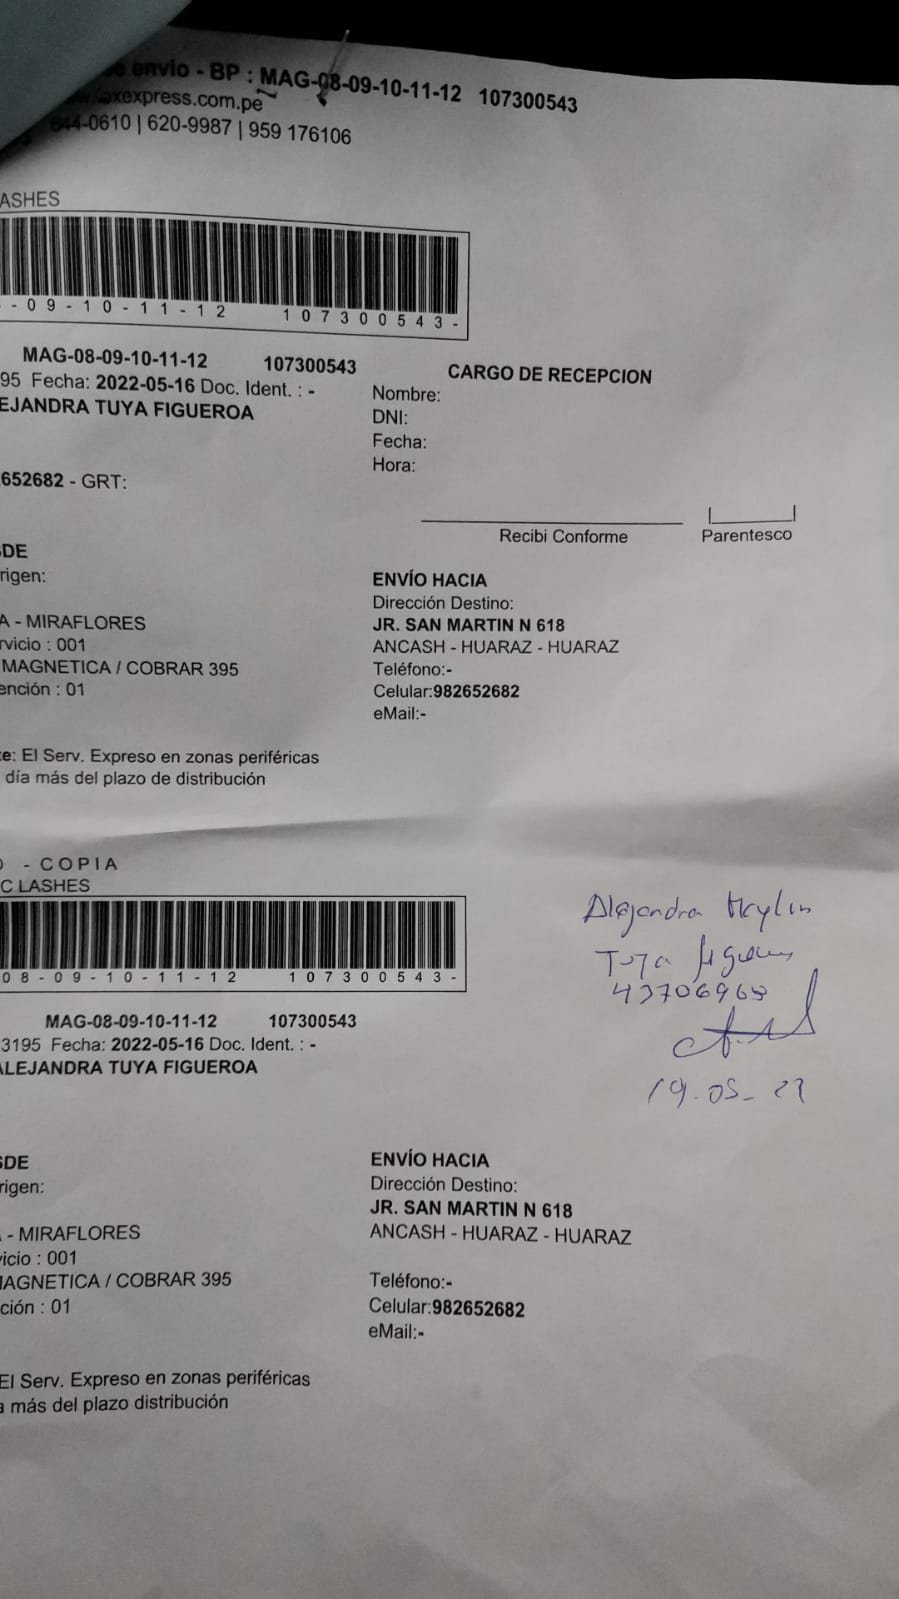 envío - BP : MAG-08-09-10-11-12 107300543
xexpress.com.pe
644-0610 | 620-9987 | 959 176106
ASHES
- 0 9 - 1 0 - 1 1 - 1 2 1 0 7 3 0 0 5 4 3 -
MAG-08-09-10-11-12 107300543
95 Fecha: 2022-05-16 Doc. Ident. : -
EJANDRA TUYA FIGUEROA
CARGO DE RECEPCION
Nombre:
DNI:
Fecha:
Hora:
652682 - GRT:
Recibi Conforme Parentesco
DE
rigen:
A - MIRAFLORES
rvicio : 001
MAGNETICA / COBRAR 395
ención : 01
ENVÍO HACIA
Dirección Destino:
JR. SAN MARTIN N 618
ANCASH - HUARAZ - HUARAZ
Teléfono:-
Celular:982652682
eMail:-
te: El Serv. Expreso en zonas periféricas
día más del plazo de distribución
- COPIA
C LASHES
0 8 - 0 9 - 1 0 - 1 1 - 1 2 1 0 7 3 0 0 5 4 3 -
MAG-08-09-10-11-12 107300543
3195 Fecha: 2022-05-16 Doc. Ident. : -
ALEJANDRA TUYA FIGUEROA
Alejandra
Tuya
43706968
19.05-
DE
rigen:
- MIRAFLORES
vicio : 001
MAGNETICA / COBRAR 395
ción : 01
ENVÍO HACIA
Dirección Destino:
JR. SAN MARTIN N 618
ANCASH - HUARAZ - HUARAZ
Teléfono:-
Celular:982652682
eMail:-
El Serv. Expreso en zonas periféricas
a más del plazo distribución